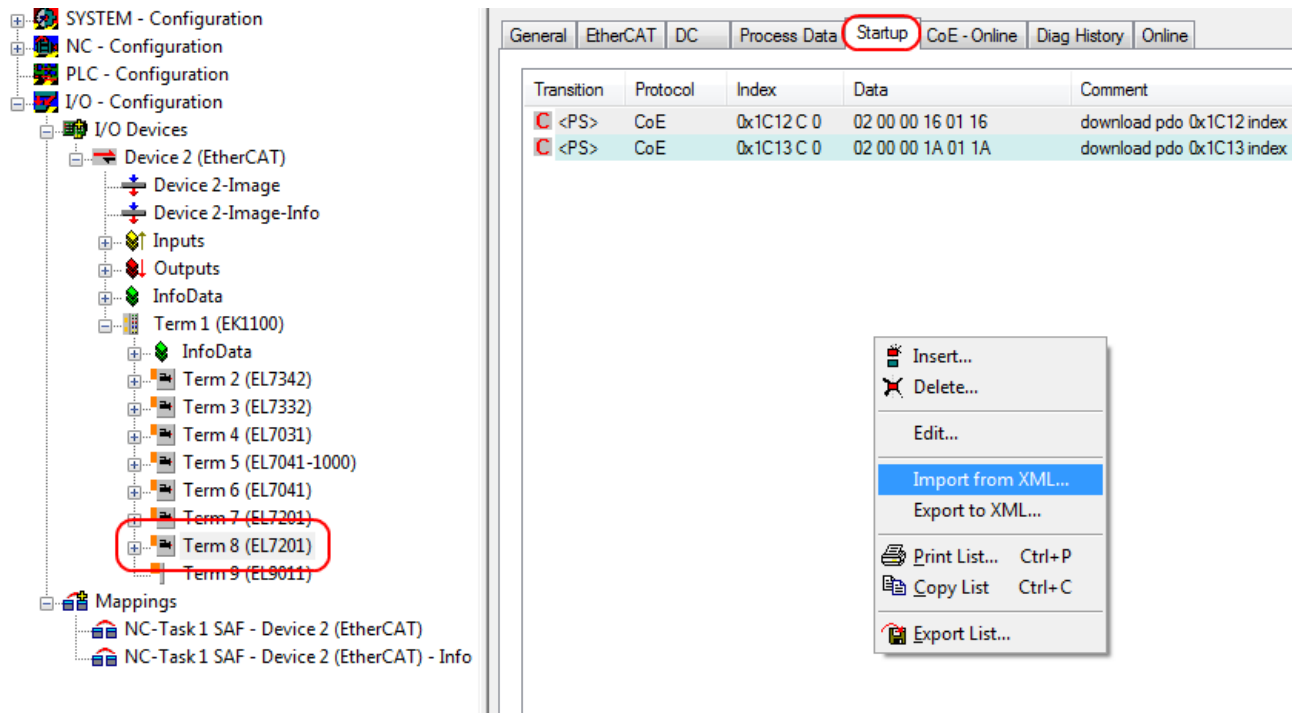 SYSTEM - Configuration
NC - Configuration
PLC - Configuration
I/O - Configuration
I/O Devices
Device 2 (EtherCAT)
Device 2-Image
Device 2-Image-Info
Inputs
Outputs
InfoData
Term 1 (EK1100)
InfoData
Term 2 (EL7342)
Term 3 (EL7332)
Term 4 (EL7031)
Term 5 (EL7041-1000)
Term 6 (EL7041)
Term 7 (EL7201)
Term 8 (EL7201)
Term 9 (EL9011)
Mappings
NC-Task 1 SAF - Device 2 (EtherCAT)
NC-Task 1 SAF - Device 2 (EtherCAT) - Info
General EtherCAT DC Process Data Startup CoE - Online Diag History Online
Transition Protocol Index Data Comment
C <PS> CoE 0x1C12 C 0 02 00 00 16 01 16 download pdo 0x1C12 index
C <PS> CoE 0x1C13 C 0 02 00 00 1A 01 1A download pdo 0x1C13 index
Insert...
Delete...
Edit...
Import from XML...
Export to XML...
Print List... Ctrl+P
Copy List Ctrl+C
Export List...